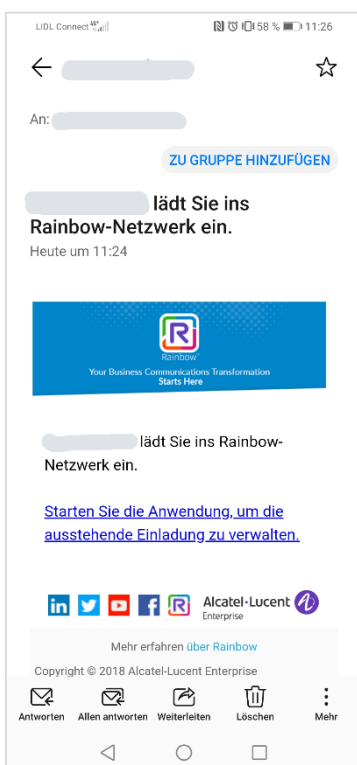 LIDL Connect 4G+ 58 % 11:26
An:
ZU GRUPPE HINZUFÜGEN
lädt Sie ins
Rainbow-Netzwerk ein.
Heute um 11:24
Rainbow™
Your Business Communications Transformation
Starts Here
lädt Sie ins Rainbow-
Netzwerk ein.
Starten Sie die Anwendung, um die
ausstehende Einladung zu verwalten.
in f R Alcatel·Lucent
Enterprise
Mehr erfahren über Rainbow
Copyright © 2018 Alcatel-Lucent Enterprise
Antworten Allen antworten Weiterleiten Löschen Mehr